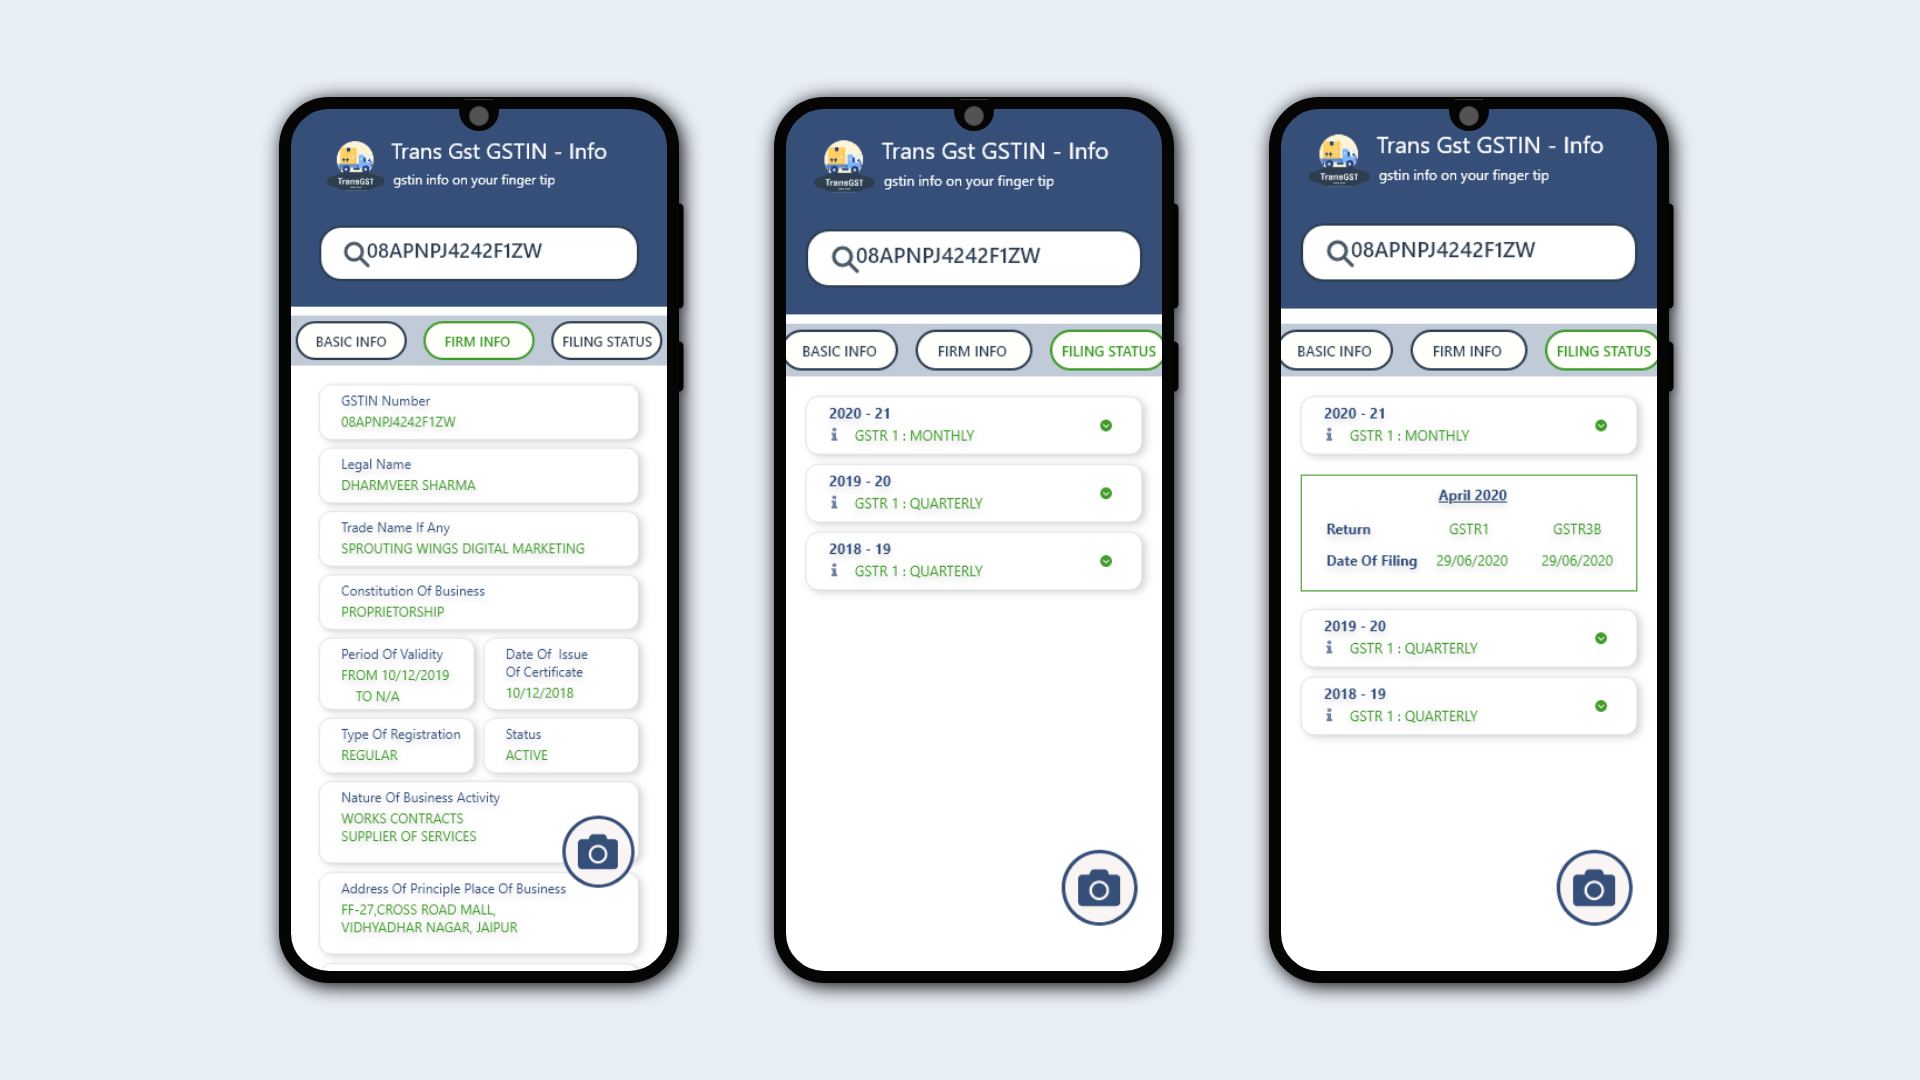 Trans Gst GSTIN - Info
TransGST
gstin info on your finger tip
08APNPJ4242F1ZW
BASIC INFO
FIRM INFO
FILING STATUS
GSTIN Number
08APNPJ4242F1ZW
Legal Name
DHARMVEER SHARMA
Trade Name If Any
SPROUTING WINGS DIGITAL MARKETING
Constitution Of Business
PROPRIETORSHIP
Period Of Validity
FROM 10/12/2019
TO N/A
Date Of Issue
Of Certificate
10/12/2018
Type Of Registration
REGULAR
Status
ACTIVE
Nature Of Business Activity
WORKS CONTRACTS
SUPPLIER OF SERVICES
Address Of Principle Place Of Business
FF-27,CROSS ROAD MALL,
VIDHYADHAR NAGAR, JAIPUR
Trans Gst GSTIN - Info
TransGST
gstin info on your finger tip
08APNPJ4242F1ZW
BASIC INFO
FIRM INFO
FILING STATUS
2020 - 21
GSTR 1 : MONTHLY
2019 - 20
GSTR 1 : QUARTERLY
2018 - 19
GSTR 1 : QUARTERLY
Trans Gst GSTIN - Info
TransGST
gstin info on your finger tip
08APNPJ4242F1ZW
BASIC INFO
FIRM INFO
FILING STATUS
2020 - 21
GSTR 1 : MONTHLY
April 2020
Return GSTR1 GSTR3B
Date Of Filing 29/06/2020 29/06/2020
2019 - 20
GSTR 1 : QUARTERLY
2018 - 19
GSTR 1 : QUARTERLY